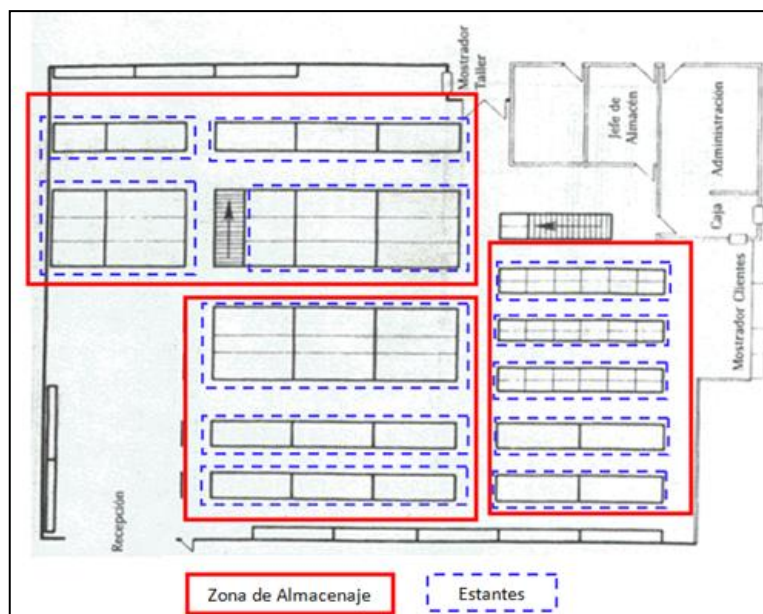 Mostrador
Taller
Jefe de
Almacén
Administración
Caja
Mostrador Clientes
Recepción
Zona de Almacenaje
Estantes